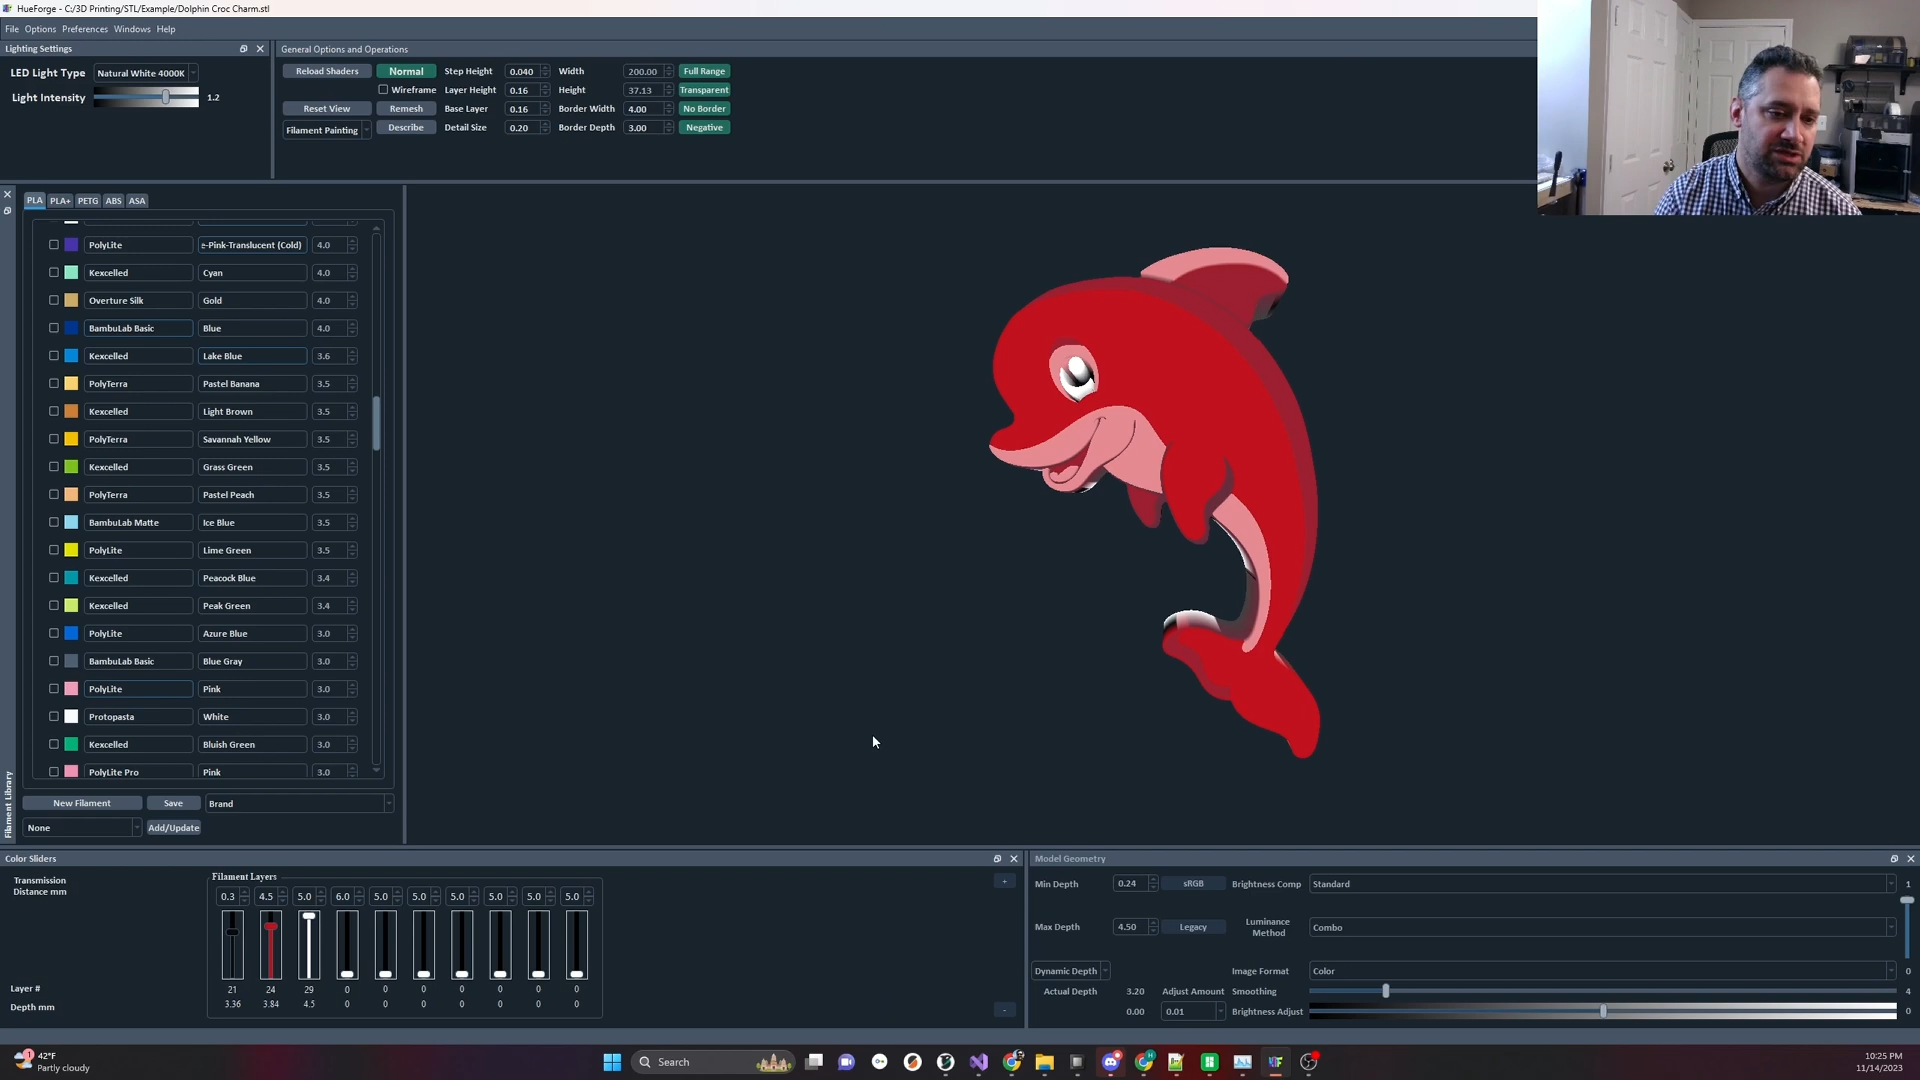 HueForge - C:/3D Printing/STL/Example/Dolphin Croc Charm.stl
File Options Preferences Windows Help
Lighting Settings
LED Light Type Natural White 4000K
Light Intensity 1.2
General Options and Operations
Reload Shaders Normal Step Height 0.040 Width 200.00 Full Range
Wireframe Layer Height 0.16 Height 37.13 Transparent
Reset View Remesh Base Layer 0.16 Border Width 4.00 No Border
Filament Painting Describe Detail Size 0.20 Border Depth 3.00 Negative
PLA PLA+ PETG ABS ASA
PolyLite e-Pink-Translucent (Cold) 4.0
Kexcelled Cyan 4.0
Overture Silk Gold 4.0
BambuLab Basic Blue 4.0
Kexcelled Lake Blue 3.6
PolyTerra Pastel Banana 3.5
Kexcelled Light Brown 3.5
PolyTerra Savannah Yellow 3.5
Kexcelled Grass Green 3.5
PolyTerra Pastel Peach 3.5
BambuLab Matte Ice Blue 3.5
PolyLite Lime Green 3.5
Kexcelled Peacock Blue 3.4
Kexcelled Peak Green 3.4
PolyLite Azure Blue 3.0
BambuLab Basic Blue Gray 3.0
PolyLite Pink 3.0
Protopasta White 3.0
Kexcelled Bluish Green 3.0
PolyLite Pro Pink 3.0
Filament Library
New Filament Save Brand
None Add/Update
Color Sliders
Transmission
Distance mm
Filament Layers
0.3 4.5 5.0 6.0 5.0 5.0 5.0 5.0 5.0 5.0
Layer # 21 24 29 0 0 0 0 0 0 0
Depth mm 3.36 3.84 4.5 0 0 0 0 0 0 0
+
-
Model Geometry
Min Depth 0.24 sRGB Brightness Comp Standard 1
Max Depth 4.50 Legacy Luminance Method Combo
Dynamic Depth Image Format Color 0
Actual Depth 3.20 Adjust Amount Smoothing 4
0.00 0.01 Brightness Adjust 0
1
42°F
Partly cloudy
Search
10:25 PM
11/14/2023